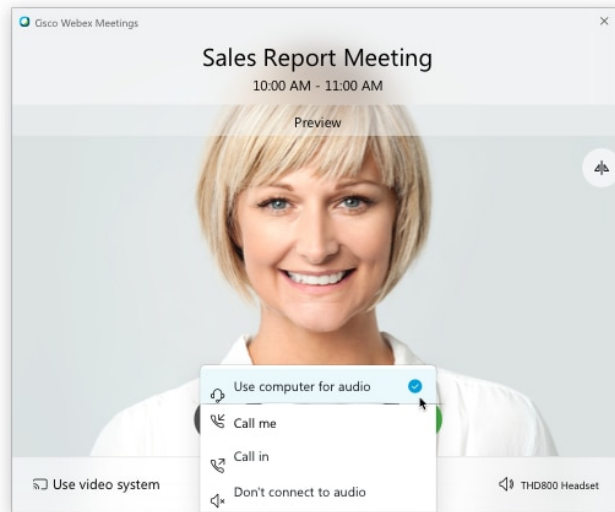 Cisco Webex Meetings
Sales Report Meeting
10:00 AM - 11:00 AM
Preview
Use computer for audio
Call me
Call in
Don't connect to audio
Use video system
THD800 Headset